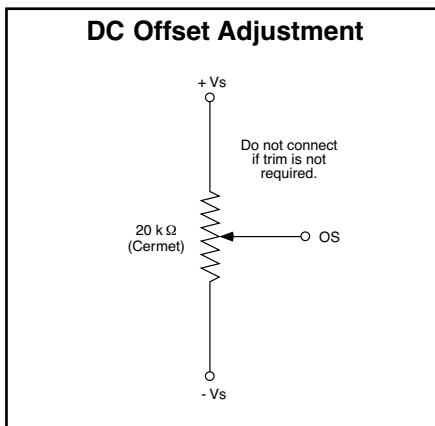 DC Offset Adjustment
+ Vs
Do not connect
if trim is not
required.
20 k Ω
(Cermet)
OS
- Vs